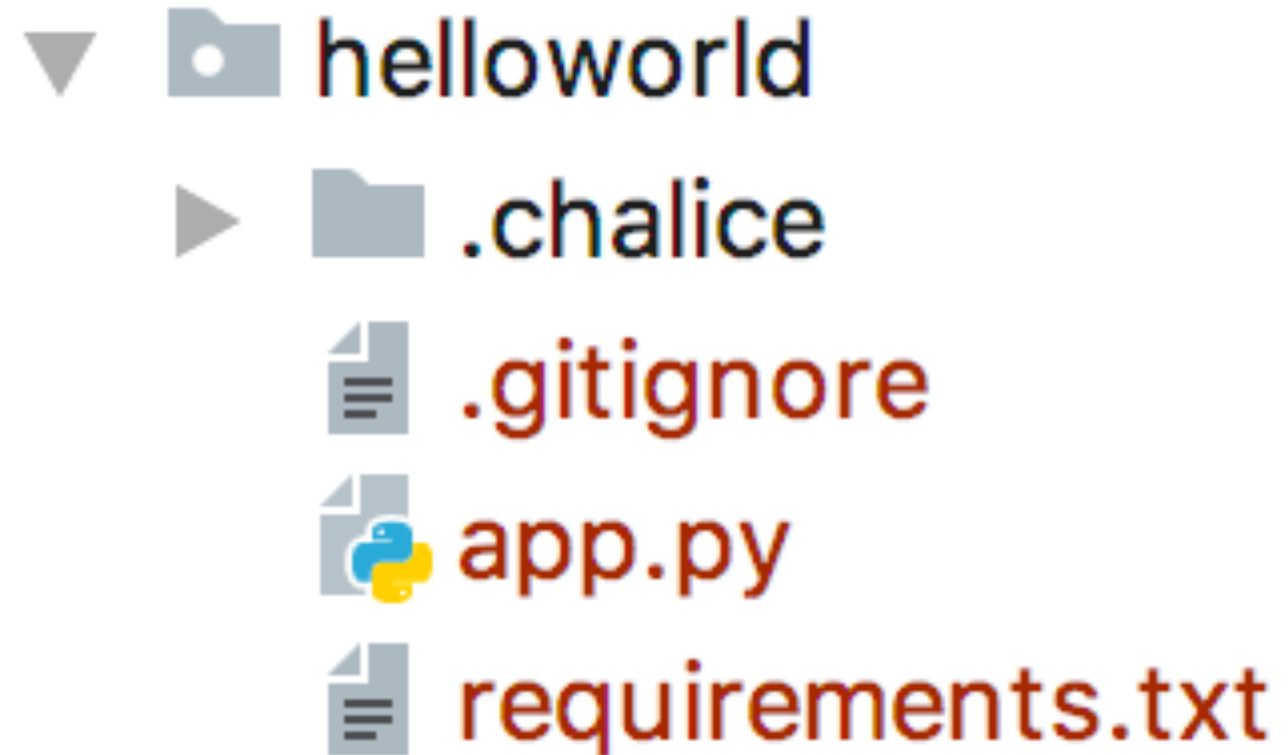 helloworld
.chalice
.gitignore
app.py
requirements.txt